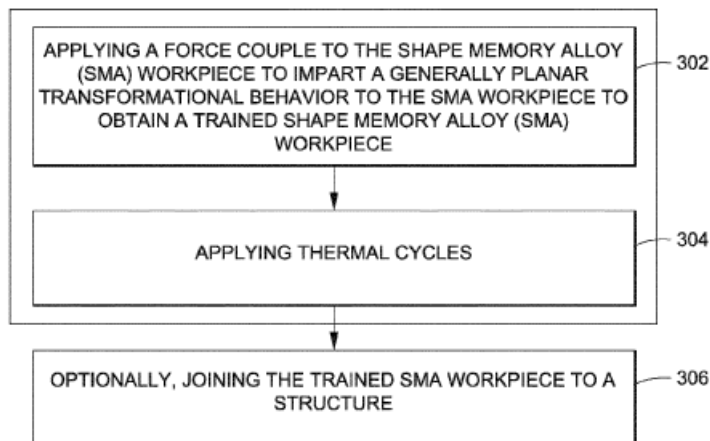 APPLYING A FORCE COUPLE TO THE SHAPE MEMORY ALLOY
(SMA) WORKPIECE TO IMPART A GENERALLY PLANAR
TRANSFORMATIONAL BEHAVIOR TO THE SMA WORKPIECE TO
OBTAIN A TRAINED SHAPE MEMORY ALLOY (SMA)
WORKPIECE
302
APPLYING THERMAL CYCLES
304
OPTIONALLY, JOINING THE TRAINED SMA WORKPIECE TO A
STRUCTURE
306